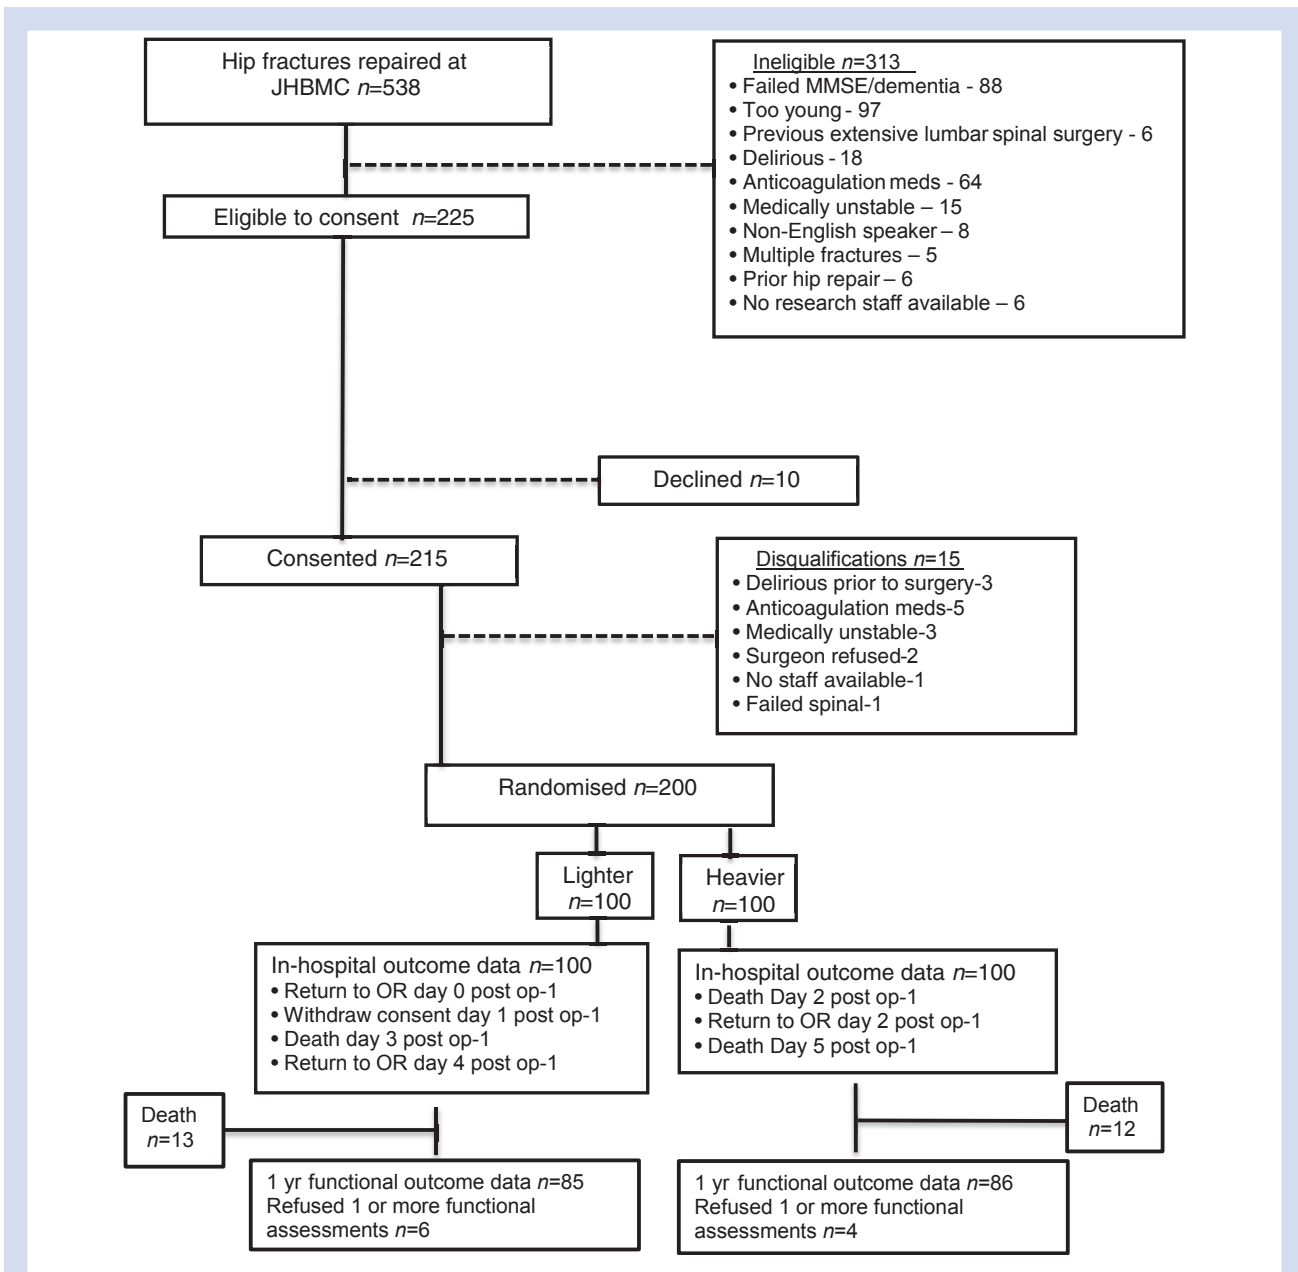 Hip fractures repaired at
JHBMC n=538
Ineligible n=313
• Failed MMSE/dementia - 88
• Too young - 97
• Previous extensive lumbar spinal surgery - 6
• Delirious - 18
• Anticoagulation meds - 64
• Medically unstable – 15
• Non-English speaker – 8
• Multiple fractures – 5
• Prior hip repair – 6
• No research staff available – 6
Eligible to consent n=225
Declined n=10
Consented n=215
Disqualifications n=15
• Delirious prior to surgery-3
• Anticoagulation meds-5
• Medically unstable-3
• Surgeon refused-2
• No staff available-1
• Failed spinal-1
Randomised n=200
Lighter
n=100
Heavier
n=100
In-hospital outcome data n=100
• Return to OR day 0 post op-1
• Withdraw consent day 1 post op-1
• Death day 3 post op-1
• Return to OR day 4 post op-1
In-hospital outcome data n=100
• Death Day 2 post op-1
• Return to OR day 2 post op-1
• Death Day 5 post op-1
Death
n=13
Death
n=12
1 yr functional outcome data n=85
Refused 1 or more functional
assessments n=6
1 yr functional outcome data n=86
Refused 1 or more functional
assessments n=4